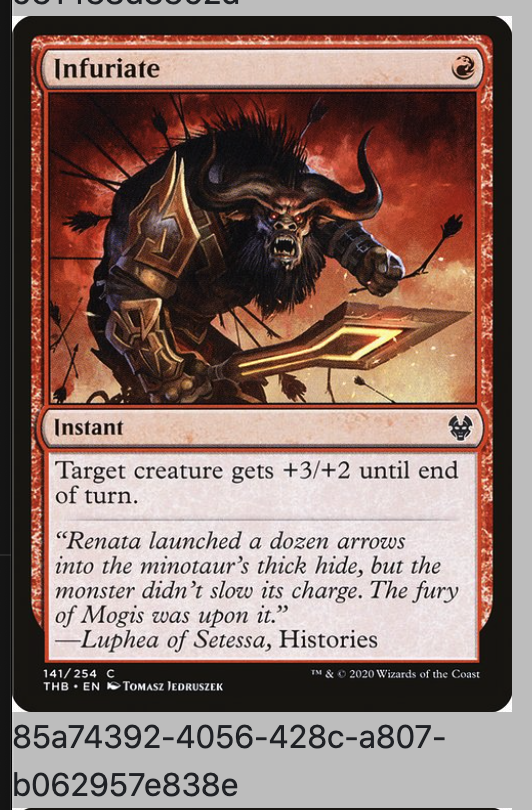 Infuriate
Instant
Target creature gets +3/+2 until end
of turn.
“Renata launched a dozen arrows
into the minotaur’s thick hide, but the
monster didn’t slow its charge. The fury
of Mogis was upon it.”
—Luphea of Setessa, Histories
141/254 C
THB • EN Tomasz Jedruszek
™ & © 2020 Wizards of the Coast
85a74392-4056-428c-a807-
b062957e838e